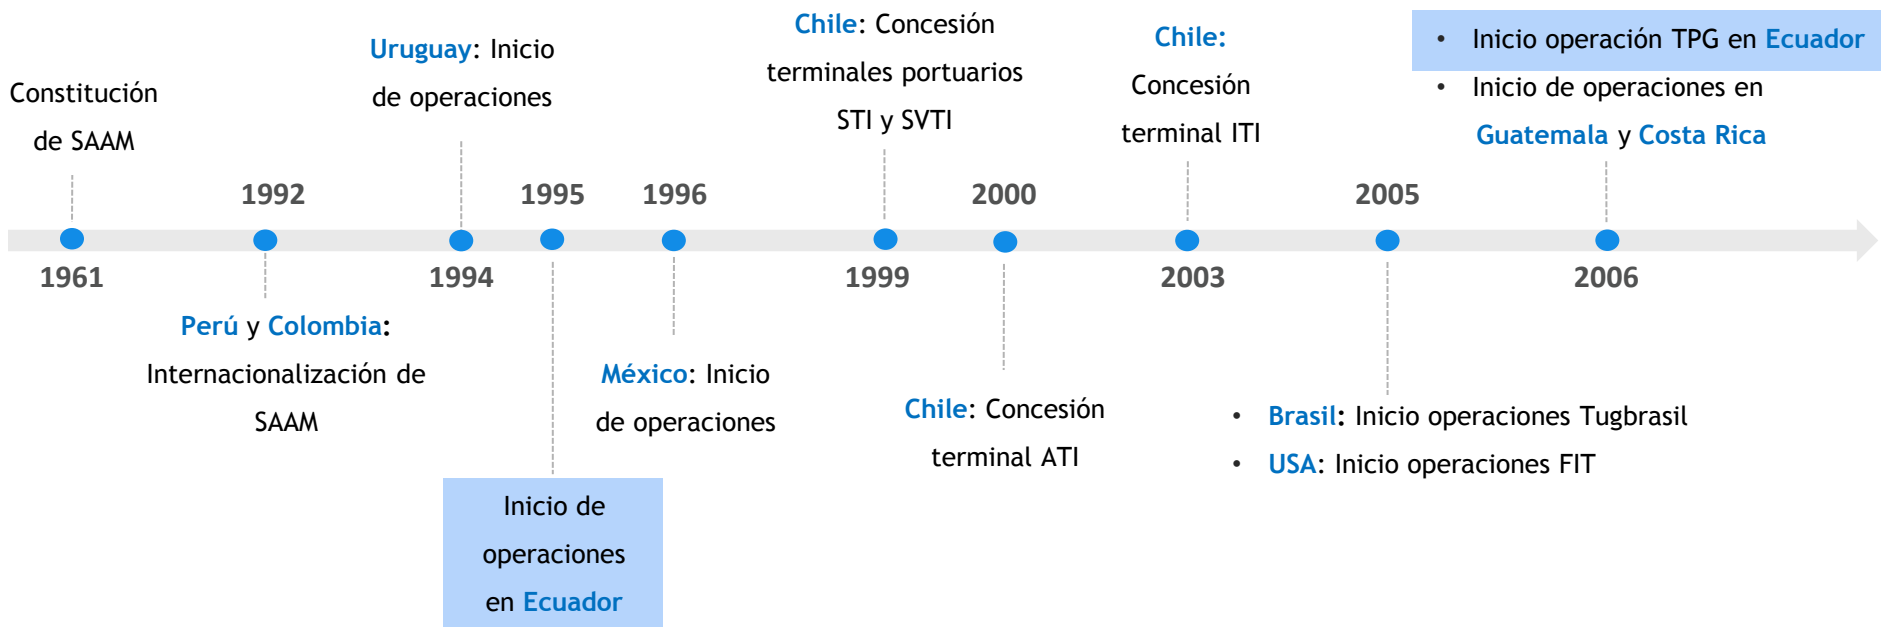 Constitución
de SAAM
1961
1992
Perú y Colombia:
Internacionalización de
SAAM
Uruguay: Inicio
de operaciones
1994
1995
Inicio de
operaciones
en Ecuador
1996
México: Inicio
de operaciones
Chile: Concesión
terminales portuarios
STI y SVTI
1999
2000
Chile: Concesión
terminal ATI
Chile:
Concesión
terminal ITI
2003
2005
• Brasil: Inicio operaciones Tugbrasil
• USA: Inicio operaciones FIT
• Inicio operación TPG en Ecuador
• Inicio de operaciones en
Guatemala y Costa Rica
2006